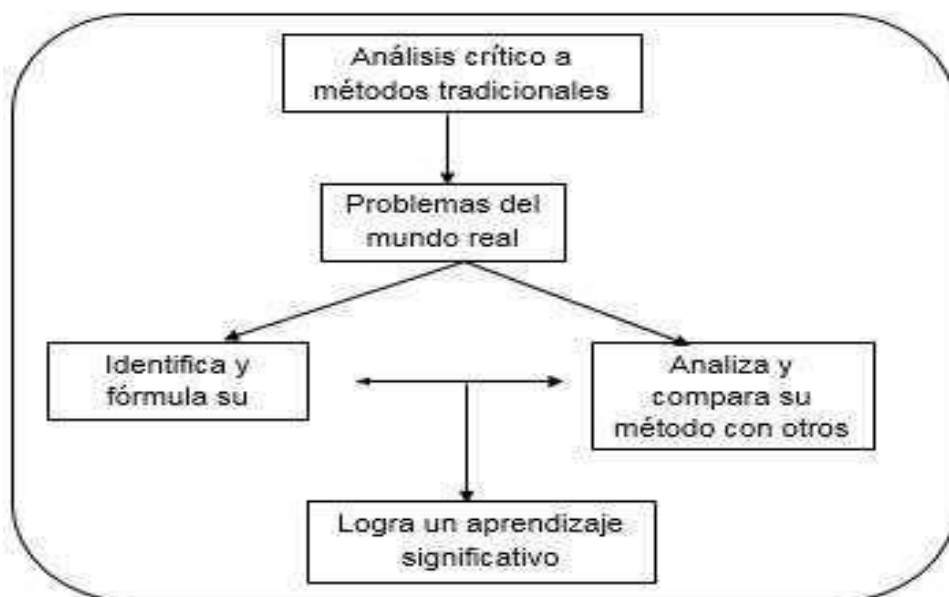 Análisis crítico a
métodos tradicionales
Problemas del
mundo real
Identifica y
fórmula su
Analiza y
compara su
método con otros
Logra un aprendizaje
significativo